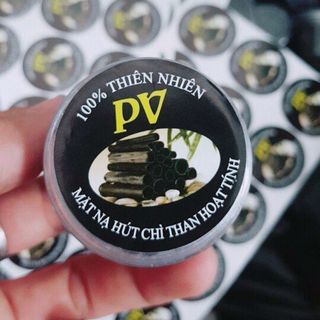 100% THIÊN NHIÊN
PV
MẶT NẠ HÚT CHÌ THAN HOẠT TÍNH